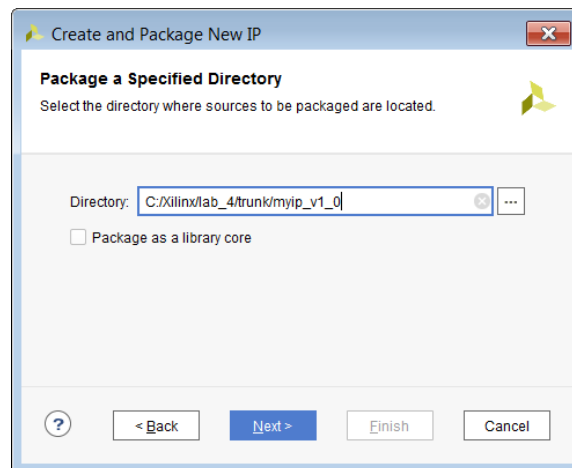 Create and Package New IP
Package a Specified Directory
Select the directory where sources to be packaged are located.
Directory: C:/Xilinx/lab_4/trunk/myip_v1_0 ...
Package as a library core
? < Back Next > Finish Cancel